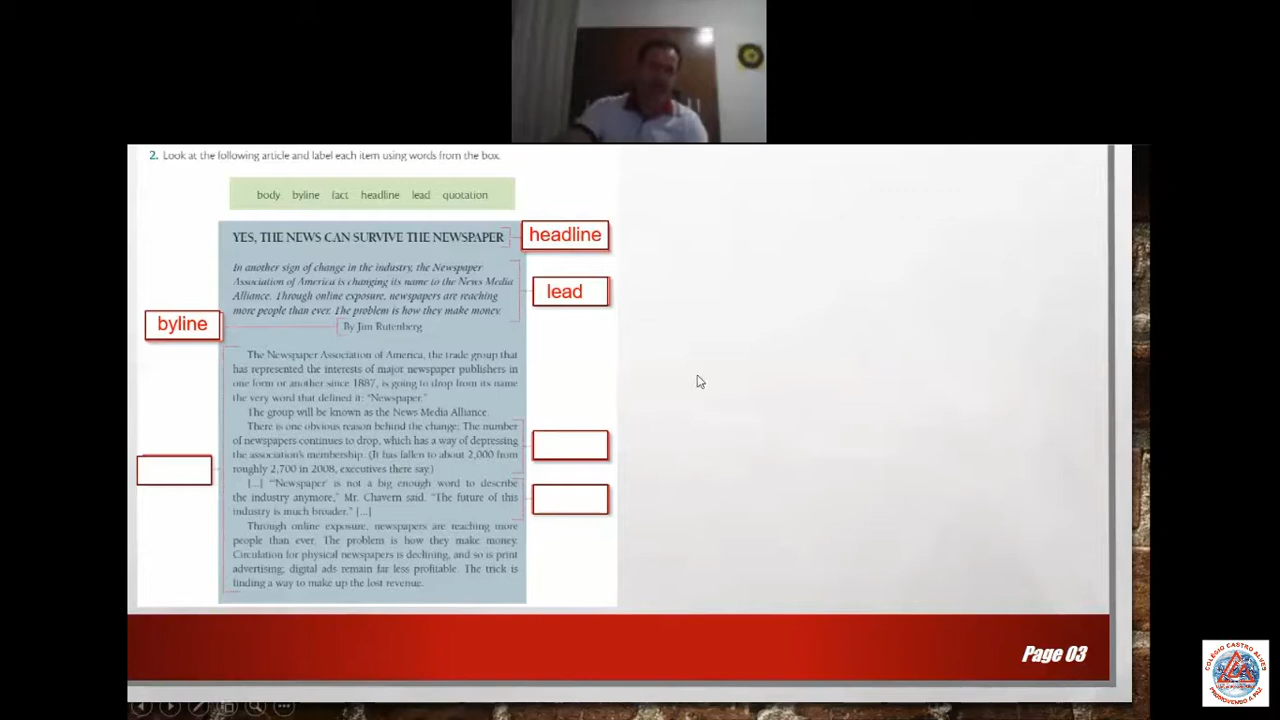 2. Look at the following article and label each item using words from the box.
body byline fact headline lead quotation
YES, THE NEWS CAN SURVIVE THE NEWSPAPER
headline
In another sign of change in the industry, the Newspaper
Association of America is changing its name to the News Media
Alliance. Through online exposure, newspapers are reaching
more people than ever. The problem is how they make money.
lead
byline
By Jim Rutenberg
The Newspaper Association of America, the trade group that
has represented the interests of major newspaper publishers in
one form or another since 1887, is going to drop from its name
the very word that defined it: "Newspaper."
The group will be known as the News Media Alliance.
There is one obvious reason behind the change: The number
of newspapers continues to drop, which has a way of depressing
the association's membership. (It has fallen to about 2,000 from
roughly 2,700 in 2008, executives there say.)
[...] "'Newspaper' is not a big enough word to describe
the industry anymore," Mr. Chavern said. "The future of this
industry is much broader." [...]
Through online exposure, newspapers are reaching more
people than ever. The problem is how they make money.
Circulation for physical newspapers is declining, and so is print
advertising; digital ads remain far less profitable. The trick is
finding a way to make up the lost revenue.
Page 03
COLÉGIO CASTRO ALVES
PROMOVENDO A PAZ